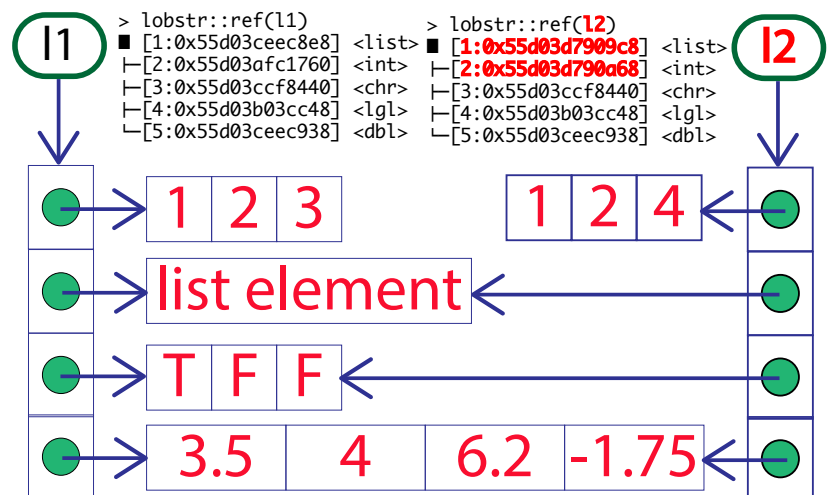 l1
> lobstr::ref(l1)
█ [1:0x55d03ceec8e8] <list>
├─[2:0x55d03afc1760] <int>
├─[3:0x55d03ccf8440] <chr>
├─[4:0x55d03b03cc48] <lgl>
└─[5:0x55d03ceec938] <dbl>
> lobstr::ref(l2)
█ [1:0x55d03d7909c8] <list>
├─[2:0x55d03d790a68] <int>
├─[3:0x55d03ccf8440] <chr>
├─[4:0x55d03b03cc48] <lgl>
└─[5:0x55d03ceec938] <dbl>
l2
1 2 3
1 2 4
list element
T F F
3.5 4 6.2 -1.75